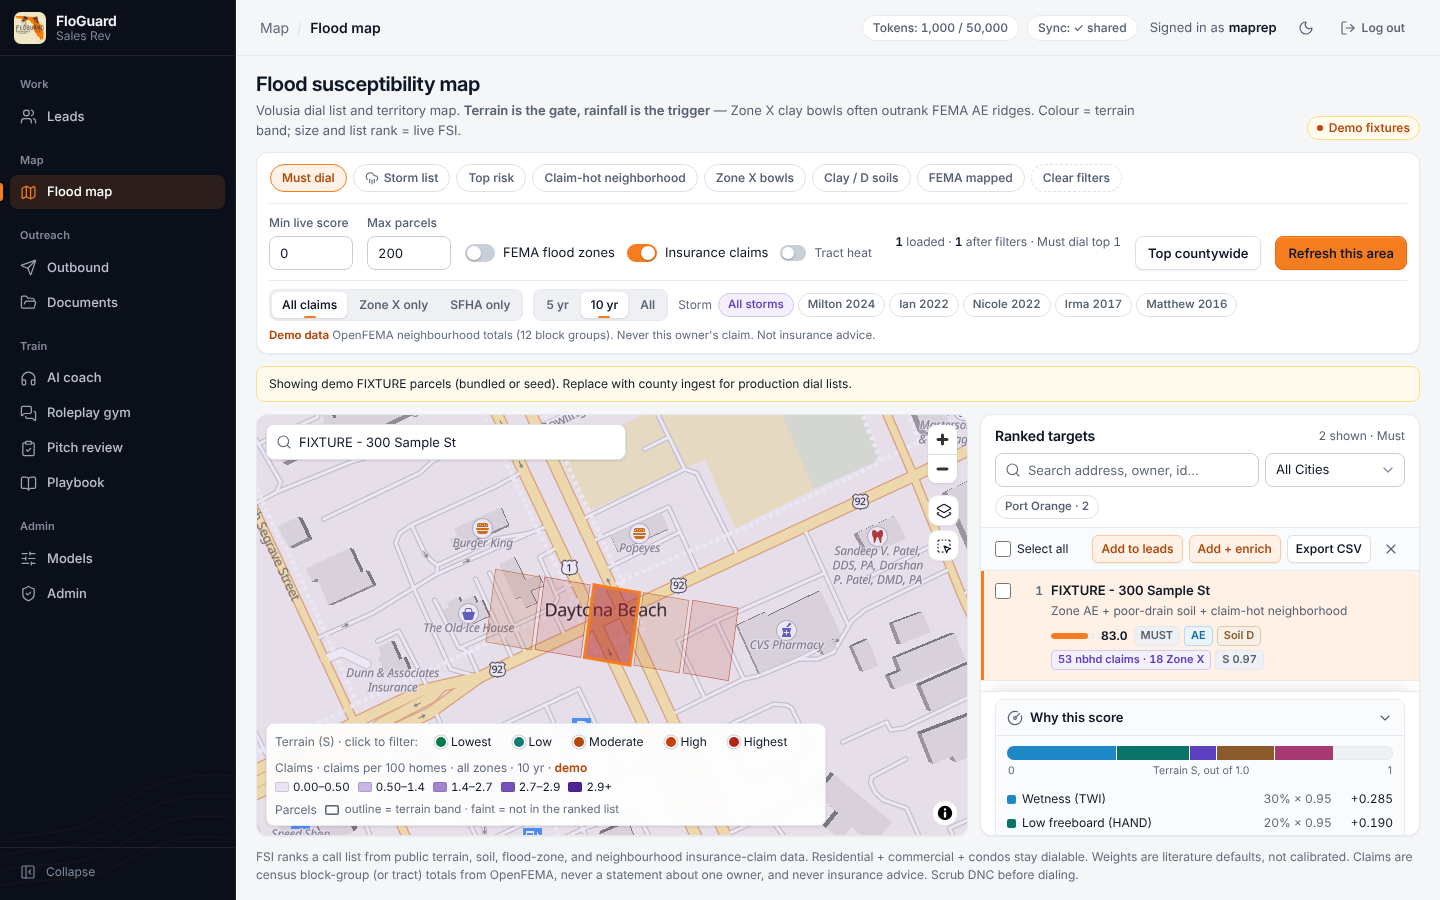 FloGuard
Sales Rev
Work
Leads
Map
Flood map
Outreach
Outbound
Documents
Train
AI coach
Roleplay gym
Pitch review
Playbook
Admin
Models
Admin
Collapse
Map / Flood map
Tokens: 1,000 / 50,000
Sync: ✓ shared
Signed in as maprep
Log out
Flood susceptibility map
Volusia dial list and territory map. Terrain is the gate, rainfall is the trigger — Zone X clay bowls often outrank FEMA AE ridges. Colour = terrain
band; size and list rank = live FSI.
Demo fixtures
Must dial
Storm list
Top risk
Claim-hot neighborhood
Zone X bowls
Clay / D soils
FEMA mapped
Clear filters
Min live score
Max parcels
0
200
FEMA flood zones
Insurance claims
Tract heat
1 loaded · 1 after filters · Must dial top 1
Top countywide
Refresh this area
All claims
Zone X only
SFHA only
5 yr
10 yr
All
Storm
All storms
Milton 2024
Ian 2022
Nicole 2022
Irma 2017
Matthew 2016
Demo data OpenFEMA neighbourhood totals (12 block groups). Never this owner's claim. Not insurance advice.
Showing demo FIXTURE parcels (bundled or seed). Replace with county ingest for production dial lists.
FIXTURE - 300 Sample St
Segrave Street
Burger King
Popeyes
Sandeep V. Patel,
DDS, PA, Darshan
P. Patel, DMD, PA
92
1
92
Daytona Beach
The Old Ice House
CVS Pharmacy
92
Dunn & Associates
Insurance
Terrain (S) · click to filter:
Lowest
Low
Moderate
High
Highest
Claims · claims per 100 homes · all zones · 10 yr · demo
0.00–0.50
0.50–1.4
1.4–2.7
2.7–2.9
2.9+
Parcels
outline = terrain band · faint = not in the ranked list
Speed Shop
Ranked targets
2 shown · Must
Search address, owner, id...
All Cities
Port Orange · 2
Select all
Add to leads
Add + enrich
Export CSV
1 FIXTURE - 300 Sample St
Zone AE + poor-drain soil + claim-hot neighborhood
83.0
MUST
AE
Soil D
53 nbhd claims · 18 Zone X
S 0.97
Why this score
0
Terrain S, out of 1.0
1
Wetness (TWI) 30% × 0.95 +0.285
Low freeboard (HAND) 20% × 0.95 +0.190
FSI ranks a call list from public terrain, soil, flood-zone, and neighbourhood insurance-claim data. Residential + commercial + condos stay dialable. Weights are literature defaults, not calibrated. Claims are
census block-group (or tract) totals from OpenFEMA, never a statement about one owner, and never insurance advice. Scrub DNC before dialing.